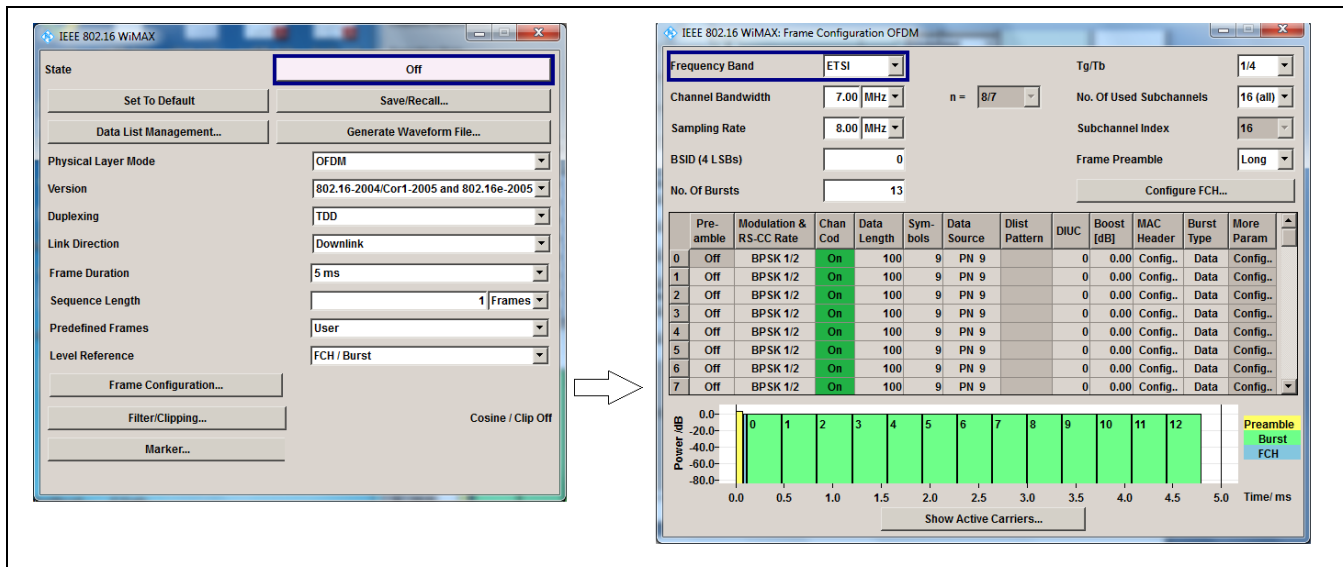 IEEE 802.16 WiMAX
State Off
Set To Default Save/Recall...
Data List Management... Generate Waveform File...
Physical Layer Mode OFDM
Version 802.16-2004/Cor1-2005 and 802.16e-2005
Duplexing TDD
Link Direction Downlink
Frame Duration 5 ms
Sequence Length 1 Frames
Predefined Frames User
Level Reference FCH / Burst
Frame Configuration...
Filter/Clipping... Cosine / Clip Off
Marker...
IEEE 802.16 WiMAX: Frame Configuration OFDM
Frequency Band ETSI Tg/Tb 1/4
Channel Bandwidth 7.00 MHz n = 8/7 No. Of Used Subchannels 16 (all)
Sampling Rate 8.00 MHz Subchannel Index 16
BSID (4 LSBs) 0 Frame Preamble Long
No. Of Bursts 13 Configure FCH...
Pre- Modulation & Chan Data Sym- Data Dlist DIUC Boost MAC Burst More
amble RS-CC Rate Cod Length bols Source Pattern [dB] Header Type Param
0 Off BPSK 1/2 On 100 9 PN 9 0 0.00 Config.. Data Config..
1 Off BPSK 1/2 On 100 9 PN 9 0 0.00 Config.. Data Config..
2 Off BPSK 1/2 On 100 9 PN 9 0 0.00 Config.. Data Config..
3 Off BPSK 1/2 On 100 9 PN 9 0 0.00 Config.. Data Config..
4 Off BPSK 1/2 On 100 9 PN 9 0 0.00 Config.. Data Config..
5 Off BPSK 1/2 On 100 9 PN 9 0 0.00 Config.. Data Config..
6 Off BPSK 1/2 On 100 9 PN 9 0 0.00 Config.. Data Config..
7 Off BPSK 1/2 On 100 9 PN 9 0 0.00 Config.. Data Config..
Power /dB
0.0
-20.0
-40.0
-60.0
-80.0
0 1 2 3 4 5 6 7 8 9 10 11 12
Preamble
Burst
FCH
0.0 0.5 1.0 1.5 2.0 2.5 3.0 3.5 4.0 4.5 5.0 Time/ ms
Show Active Carriers...